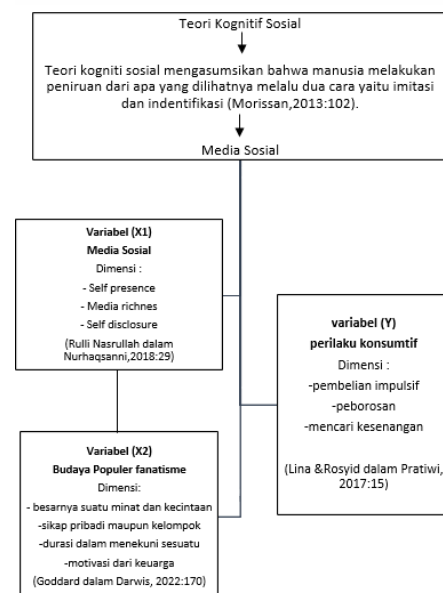 Teori Kognitif Sosial
Teori kogniti sosial mengasumsikan bahwa manusia melakukan
peniruan dari apa yang dilihatnya melalu dua cara yaitu imitasi
dan indentifikasi (Morissan,2013:102).
Media Sosial
Variabel (X1)
Media Sosial
Dimensi :
- Self presence
- Media richnes
- Self disclosure
(Rulli Nasrullah dalam
Nurhaqsanni,2018:29)
variabel (Y)
perilaku konsumtif
Dimensi :
-pembelian impulsif
-peborosan
-mencari kesenangan
(Lina &Rosyid dalam Pratiwi,
2017:15)
Variabel (X2)
Budaya Populer fanatisme
Dimensi:
- besarnya suatu minat dan kecintaan
-sikap pribadi maupun kelompok
-durasi dalam menekuni sesuatu
-motivasi dari keuarga
(Goddard dalam Darwis, 2022:170)